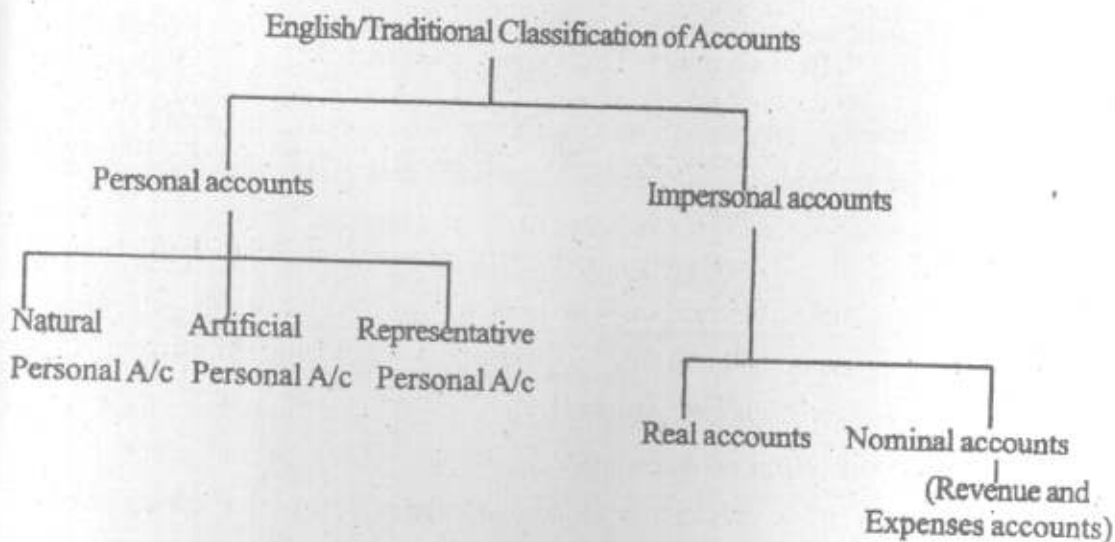 English/Traditional Classification of Accounts
Personal accounts
Impersonal accounts
Natural
Personal A/c
Artificial
Personal A/c
Representative
Personal A/c
Real accounts
Nominal accounts
(Revenue and
Expenses accounts)